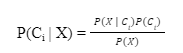 P(Cᵢ | X) = P(X | Cᵢ)P(Cᵢ) / P(X)